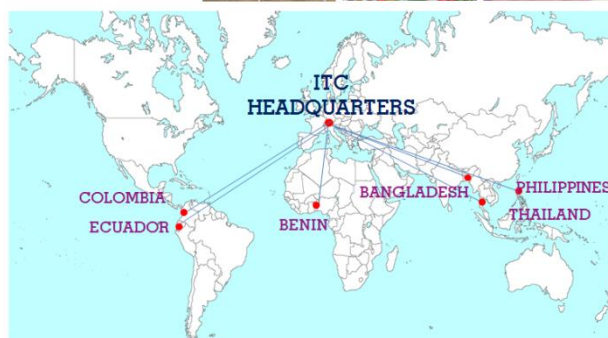 ITC
HEADQUARTERS
COLOMBIA
ECUADOR
BENIN
BANGLADESH
PHILIPPINES
THAILAND